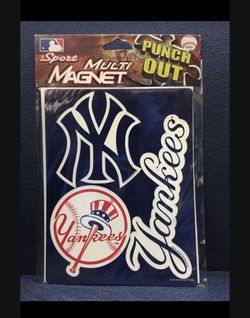 Sport
MULTI
MAGNET
PUNCH
OUT
NY
Yankees
Yankees